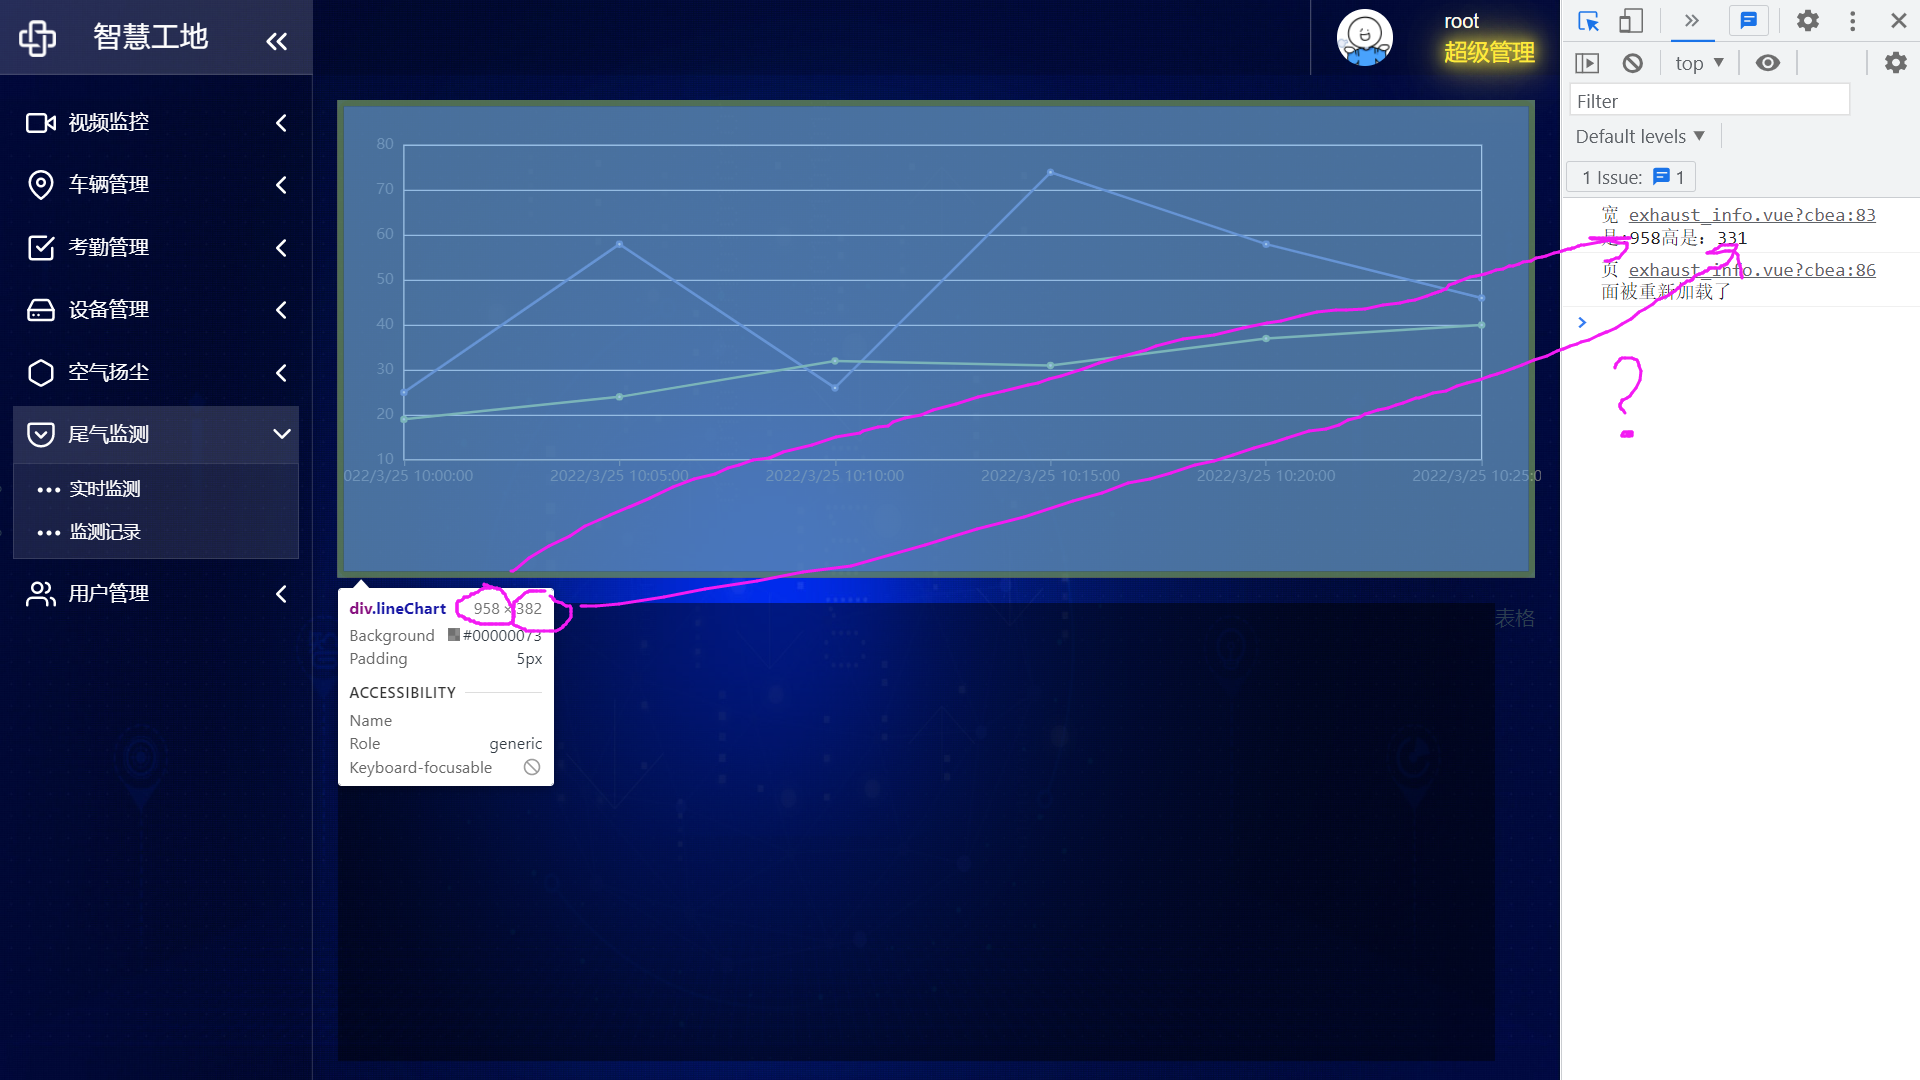 智慧工地
root
超级管理
视频监控
车辆管理
考勤管理
设备管理
空气扬尘
尾气监测
实时监测
监测记录
用户管理
80
70
60
50
40
30
20
10
022/3/25 10:00:00
2022/3/25 10:05:00
2022/3/25 10:10:00
2022/3/25 10:15:00
2022/3/25 10:20:00
2022/3/25 10:25:0
div.lineChart 958 × 382
Background #00000073
Padding 5px
ACCESSIBILITY
Name
Role generic
Keyboard-focusable
表格
top
Filter
Default levels
1 Issue: 1
宽 exhaust_info.vue?cbea:83
是:958高是：331
页 exhaust_info.vue?cbea:86
面被重新加载了
?